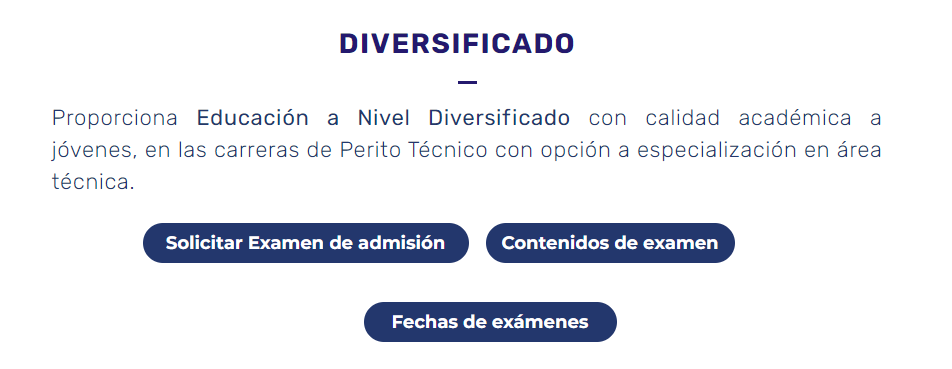 DIVERSIFICADO
Proporciona Educación a Nivel Diversificado con calidad académica a
jóvenes, en las carreras de Perito Técnico con opción a especialización en área
técnica.
Solicitar Examen de admisión
Contenidos de examen
Fechas de exámenes